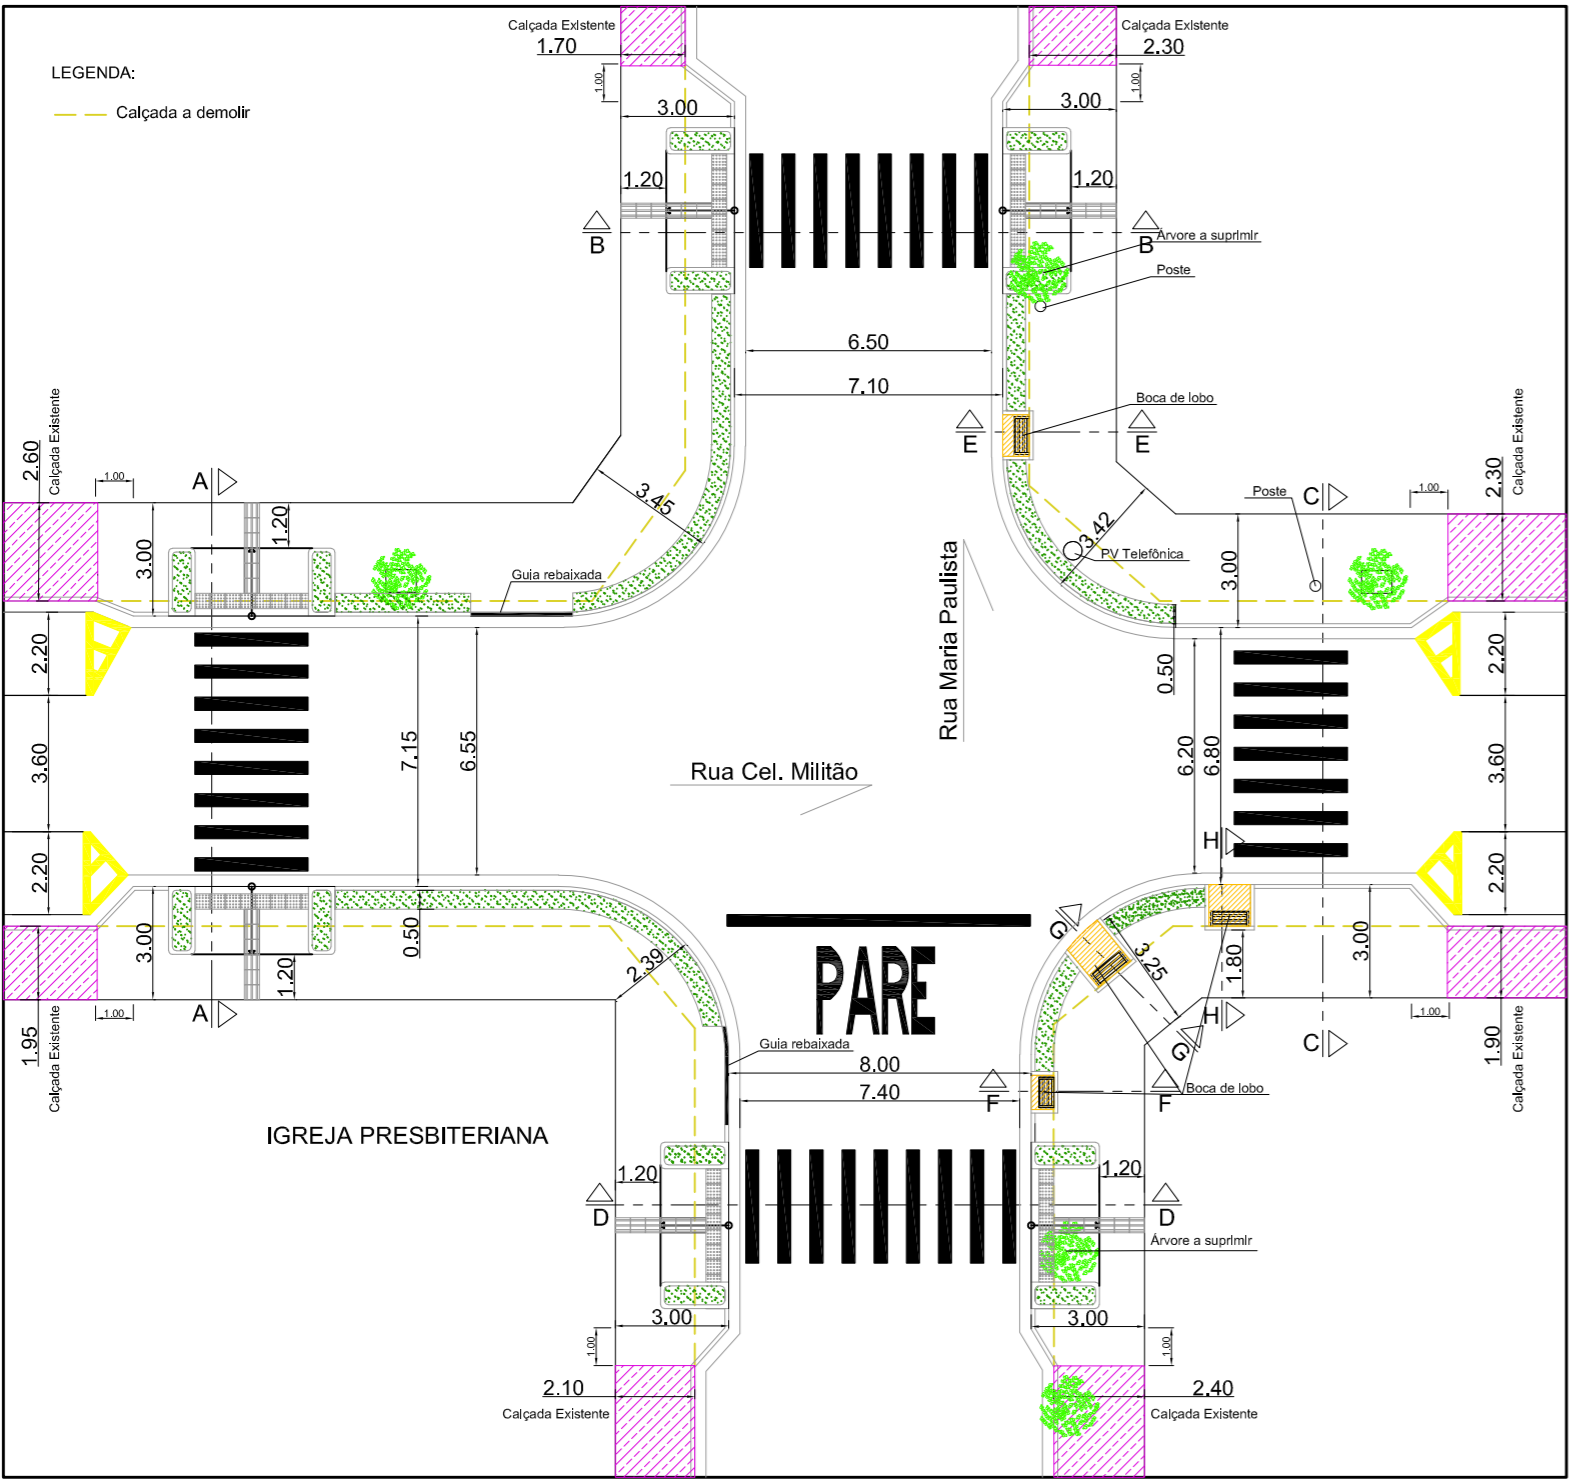 Calçada Existente
1.70
Calçada Existente
2.30
LEGENDA:
Calçada a demolir
1.00
3.00
3.00
1.00
1.20
1.20
B
B
Árvore a suprimir
Poste
6.50
7.10
Boca de lobo
E
E
2.60
Calçada Existente
1.00
A
3.45
3.42
Poste
C
1.00
2.30
Calçada Existente
3.00
1.20
Guia rebaixada
PV Telefônica
3.00
Rua Maria Paulista
0.50
2.20
3.60
2.20
7.15
6.55
Rua Cel. Militão
6.20
6.80
2.20
3.60
2.20
H
3.00
1.20
0.50
2.39
PARE
G
3.25
1.80
3.00
A
1.00
1.95
Calçada Existente
H
G
C
1.00
1.90
Calçada Existente
Guia rebaixada
8.00
7.40
F
F
Boca de lobo
IGREJA PRESBITERIANA
1.20
1.20
D
D
Árvore a suprimir
3.00
3.00
1.00
1.00
2.10
Calçada Existente
2.40
Calçada Existente